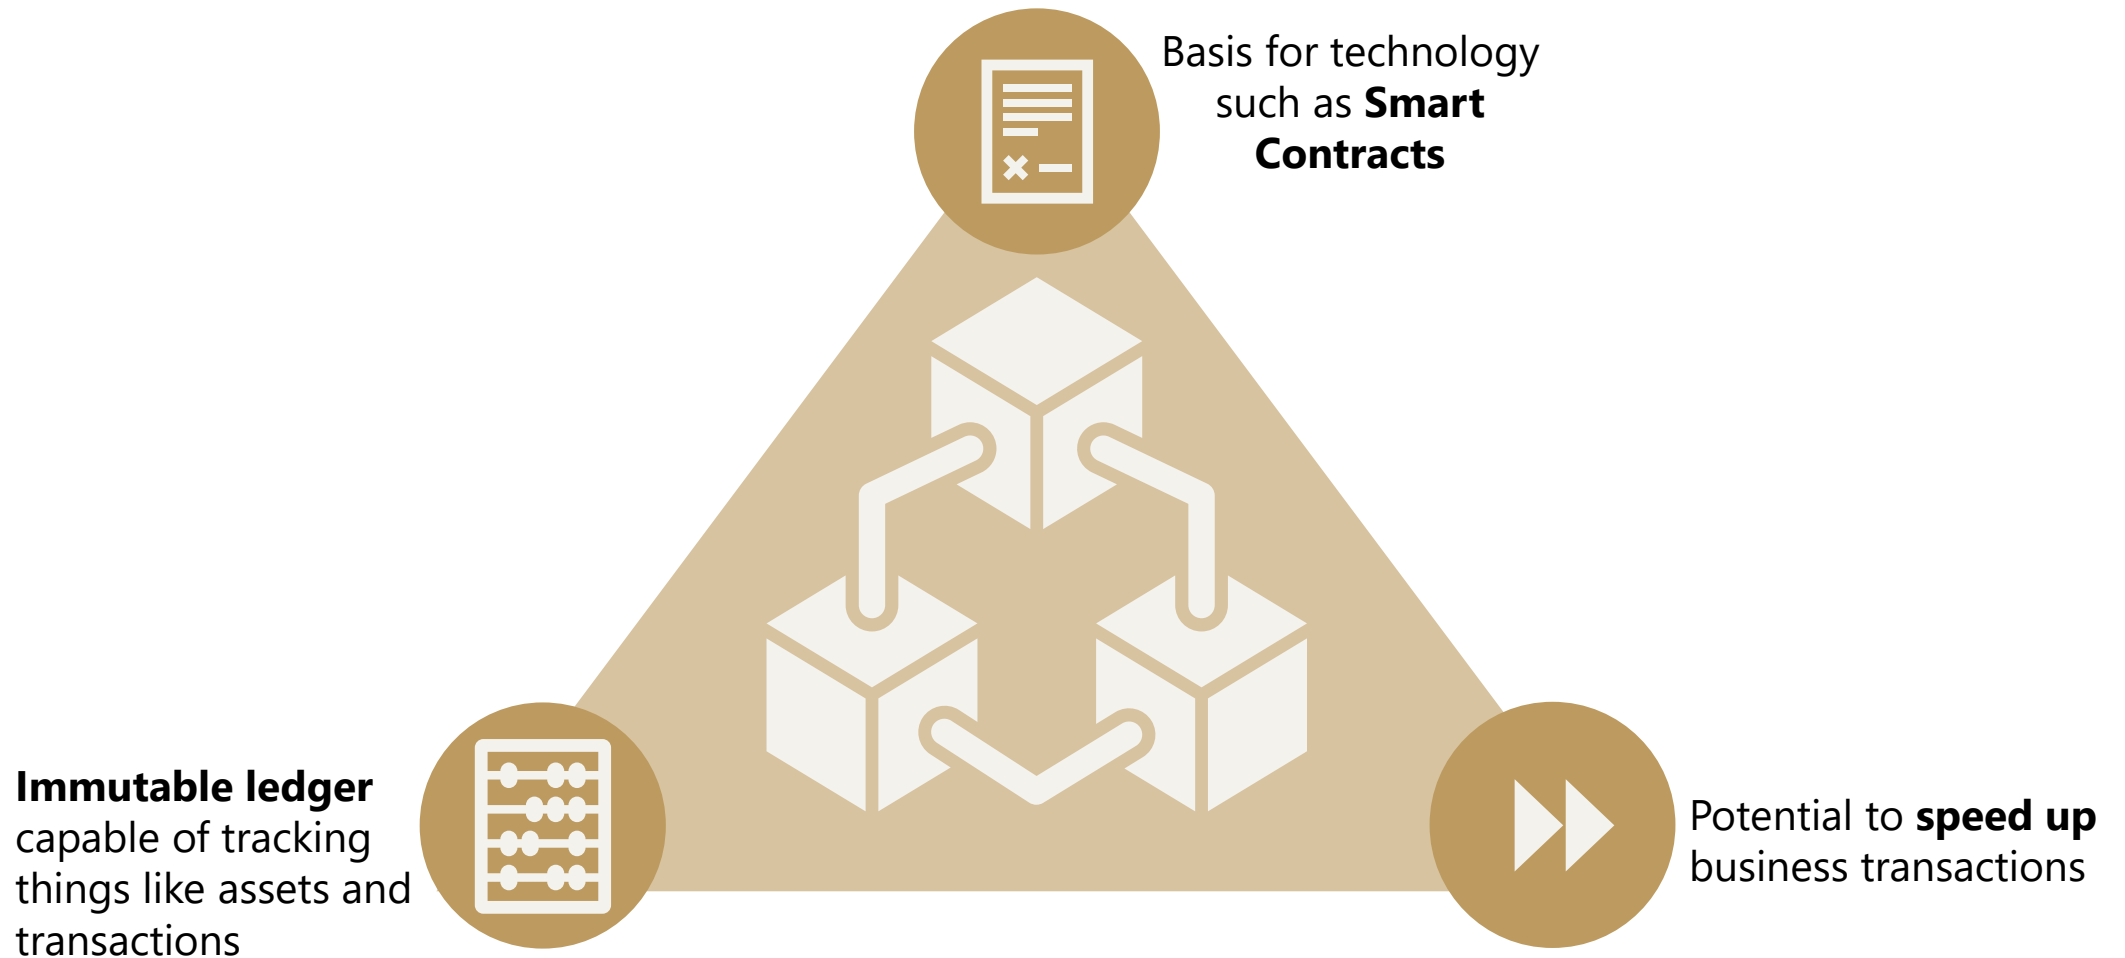 Basis for technology
such as Smart
Contracts
Immutable ledger
capable of tracking
things like assets and
transactions
Potential to speed up
business transactions